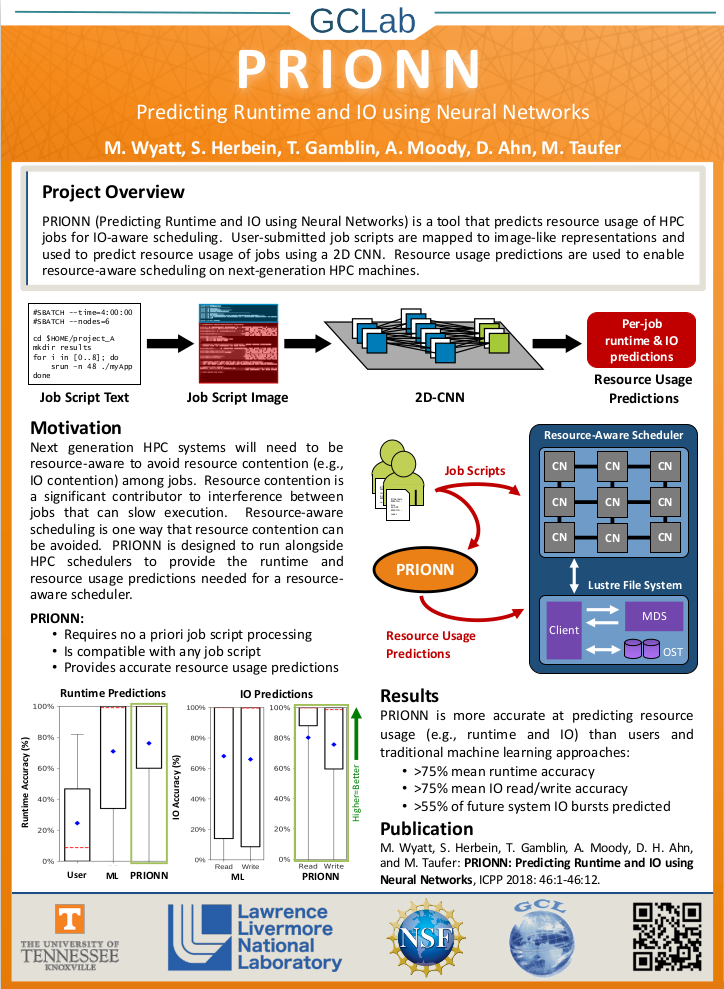 GCLab
PRIONN
Predicting Runtime and IO using Neural Networks
M. Wyatt, S. Herbein, T. Gamblin, A. Moody, D. Ahn, M. Taufer
Project Overview
PRIONN (Predicting Runtime and IO using Neural Networks) is a tool that predicts resource usage of HPC
jobs for IO-aware scheduling. User-submitted job scripts are mapped to image-like representations and
used to predict resource usage of jobs using a 2D CNN. Resource usage predictions are used to enable
resource-aware scheduling on next-generation HPC machines.
#SBATCH --time=4:00:00
#SBATCH --nodes=6
cd $HOME/project_A
mkdir results
for i in [0..8]; do
srun -n 48 ./myApp
done
Job Script Text
Job Script Image
2D-CNN
Per-job
runtime & IO
predictions
Resource Usage
Predictions
Motivation
Next generation HPC systems will need to be
resource-aware to avoid resource contention (e.g.,
IO contention) among jobs. Resource contention is
a significant contributor to interference between
jobs that can slow execution. Resource-aware
scheduling is one way that resource contention can
be avoided. PRIONN is designed to run alongside
HPC schedulers to provide the runtime and
resource usage predictions needed for a resource-
aware scheduler.
PRIONN:
• Requires no a priori job script processing
• Is compatible with any job script
• Provides accurate resource usage predictions
Job Scripts
PRIONN
Resource Usage
Predictions
Resource-Aware Scheduler
CN CN CN
CN CN CN
CN CN CN
Lustre File System
Client
MDS
OST
Runtime Predictions
Runtime Accuracy (%)
100%
80%
60%
40%
20%
0%
User ML PRIONN
IO Predictions
IO Accuracy (%)
100%
80%
60%
40%
20%
0%
Read Write
ML
100%
80%
60%
40%
20%
0%
Read Write
PRIONN
Higher=Better
Results
PRIONN is more accurate at predicting resource
usage (e.g., runtime and IO) than users and
traditional machine learning approaches:
• >75% mean runtime accuracy
• >75% mean IO read/write accuracy
• >55% of future system IO bursts predicted
Publication
M. Wyatt, S. Herbein, T. Gamblin, A. Moody, D. H. Ahn,
and M. Taufer: PRIONN: Predicting Runtime and IO using
Neural Networks, ICPP 2018: 46:1-46:12.
T
THE UNIVERSITY OF
TENNESSEE
KNOXVILLE
Lawrence
Livermore
National
Laboratory
NSF
GCL